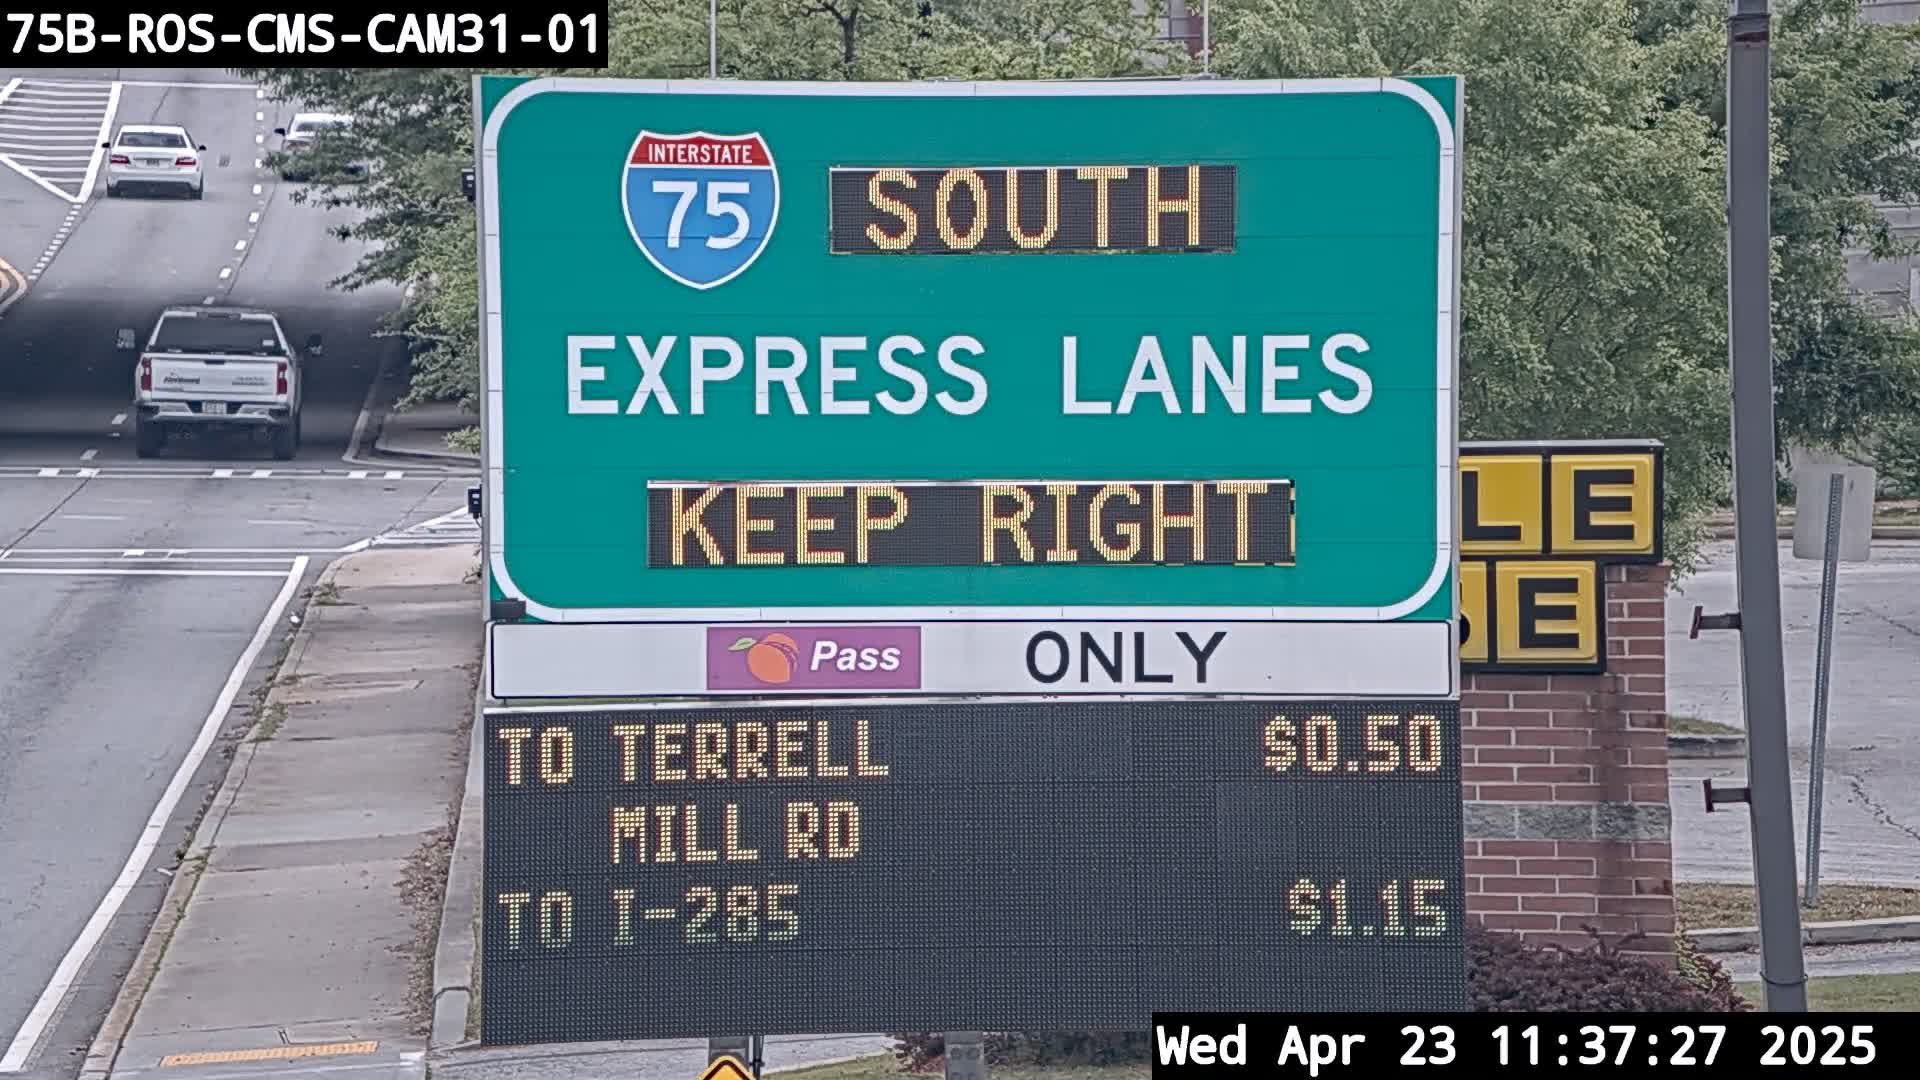 75B-ROS-CMS-CAM31-01
INTERSTATE
75
SOUTH
EXPRESS LANES
KEEP RIGHT
LE
E
Pass ONLY
TO TERRELL $0.50
MILL RD
TO I-285 $1.15
Wed Apr 23 11:37:27 2025